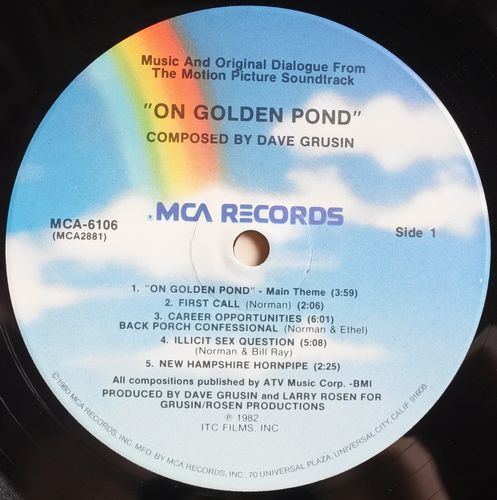 Music And Original Dialogue From
The Motion Picture Soundtrack
"ON GOLDEN POND"
COMPOSED BY DAVE GRUSIN
MCA-6106
(MCA2881)
®MCA RECORDS
Side 1
1. "ON GOLDEN POND" - Main Theme (3:59)
2. FIRST CALL (Norman) (2:06)
3. CAREER OPPORTUNITIES (6:01)
BACK PORCH CONFESSIONAL (Norman & Ethel)
4. ILLICIT SEX QUESTION (5:08)
(Norman & Bill Ray)
5. NEW HAMPSHIRE HORNPIPE (2:25)
All compositions published by ATV Music Corp. -BMI
PRODUCED BY DAVE GRUSIN and LARRY ROSEN FOR
GRUSIN/ROSEN PRODUCTIONS
℗ 1982
ITC FILMS, INC
©1980 MCA RECORDS, INC. MFD. BY MCA RECORDS, INC., 70 UNIVERSAL PLAZA, UNIVERSAL CITY, CALIF. 91608